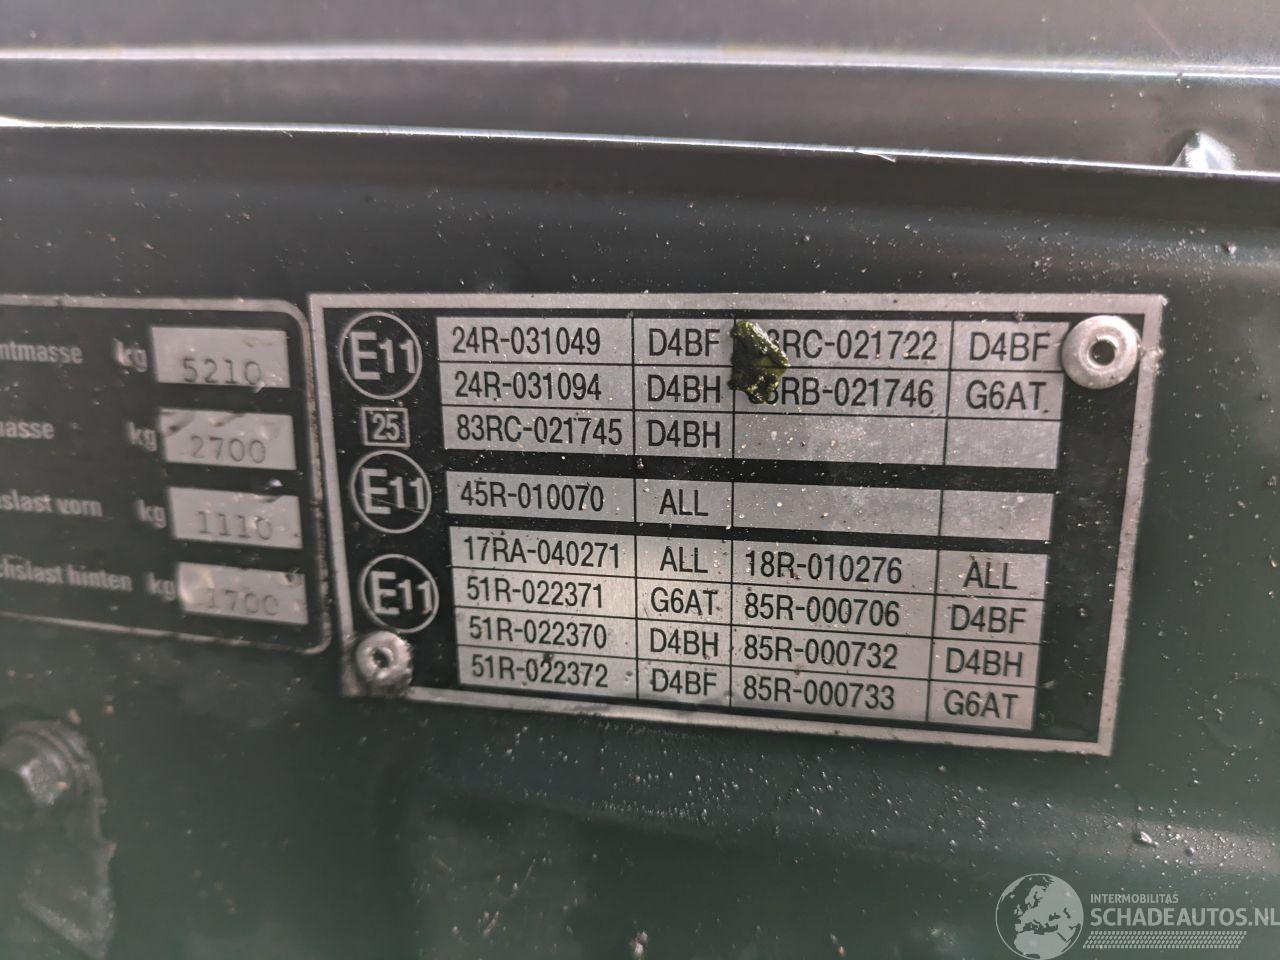 ntmasse kg 5210
asse kg 2700
slast vorn kg 1110
chslast hinten kg 1700
E11 24R-031049 D4BF 3RC-021722 D4BF
24R-031094 D4BH RB-021746 G6AT
25 83RC-021745 D4BH
E11 45R-010070 ALL
E11 17RA-040271 ALL 18R-010276 ALL
51R-022371 G6AT 85R-000706 D4BF
51R-022370 D4BH 85R-000732 D4BH
51R-022372 D4BF 85R-000733 G6AT
INTERMOBILITAS
SCHADEAUTOS.NL